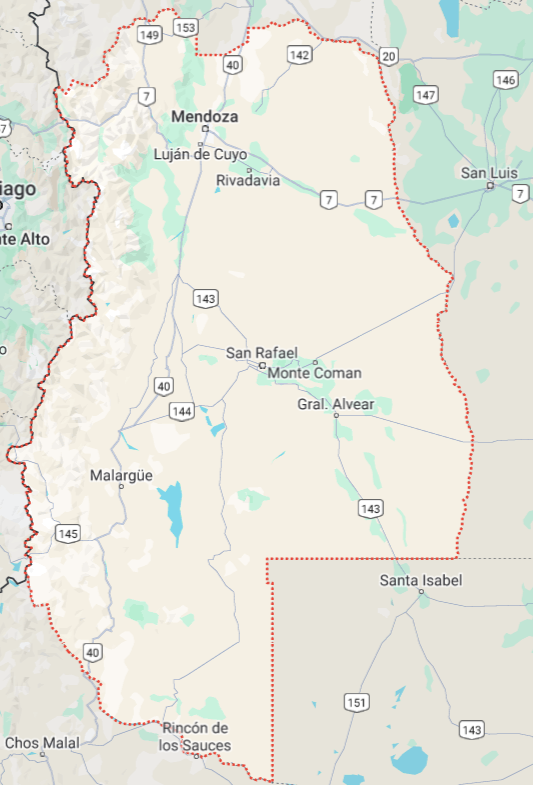 149
153
40
142
20
146
147
7
7
Mendoza
Luján de Cuyo
Rivadavia
San Luis
7
7
7
iago
te Alto
o
143
San Rafael
Monte Coman
40
144
Gral. Alvear
Malargüe
143
145
Santa Isabel
40
151
143
Rincón de
los Sauces
Chos Malal